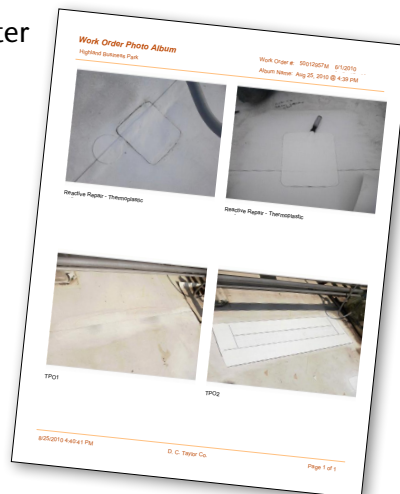 ter
Work Order Photo Album
Highland Business Park
Work Order #: 50012957M 6/1/2010
Album Name: Aug 25, 2010 @ 4:39 PM
Reactive Repair - Thermoplastic
Reactive Repair - Thermoplastic
TPO1
TPO2
8/25/2010 4:40:41 PM
D. C. Taylor Co.
Page 1 of 1